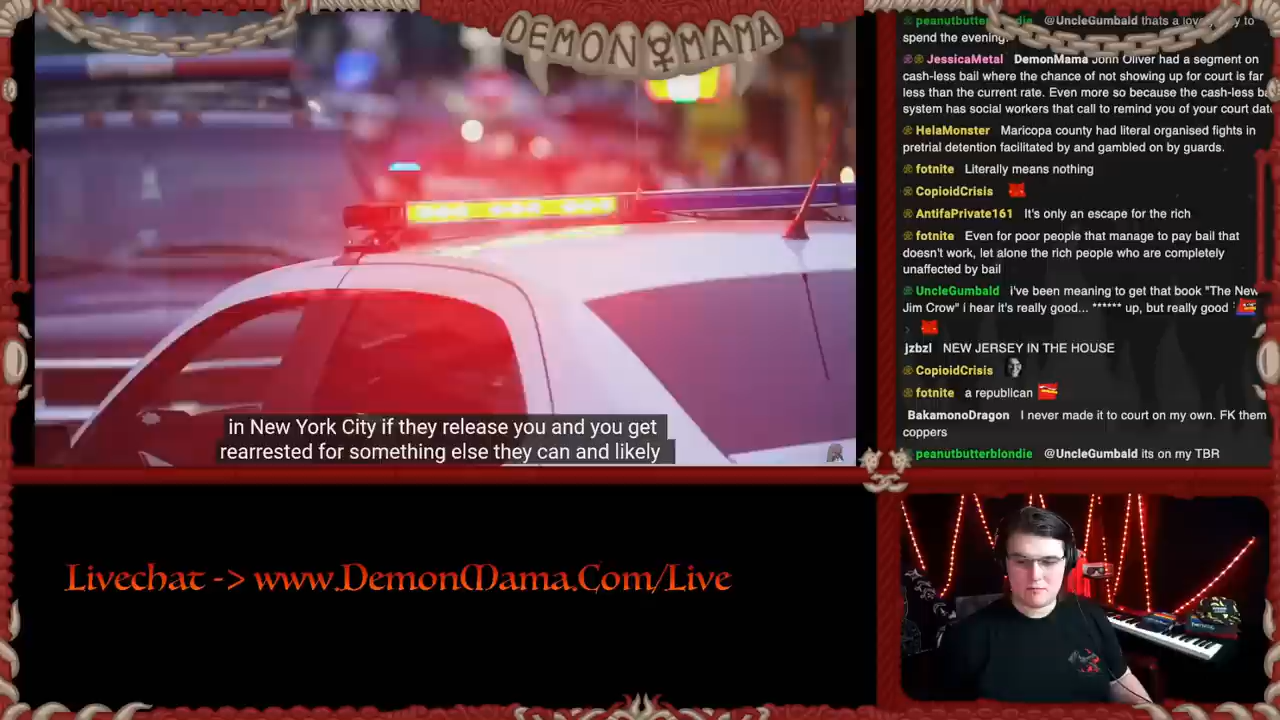 DEMON MAMA
peanutbutterblondie @UncleGumbald thats a to
spend the evening.
JessicaMetal DemonMama John Oliver had a segment on
cash-less bail where the chance of not showing up for court is far
less than the current rate. Even more so because the cash-less
system has social workers that call to remind you of your court
HelaMonster Maricopa county had literal organised fights in
pretrial detention facilitated by and gambled on by guards.
fotnite Literally means nothing
CopioidCrisis
AntifaPrivate161 It's only an escape for the rich
fotnite Even for poor people that manage to pay bail that
doesn't work, let alone the rich people who are completely
unaffected by bail
UncleGumbald i've been meaning to get that book "The New
Jim Crow" i hear it's really good... ****** up, but really good
jzbzl NEW JERSEY IN THE HOUSE
CopioidCrisis
fotnite a republican
BakamonoDragon I never made it to court on my own. FK them
coppers
peanutbutterblondie @UncleGumbald its on my TBR
in New York City if they release you and you get
rearrested for something else they can and likely
Livechat -> www.DemonMama.Com/Live